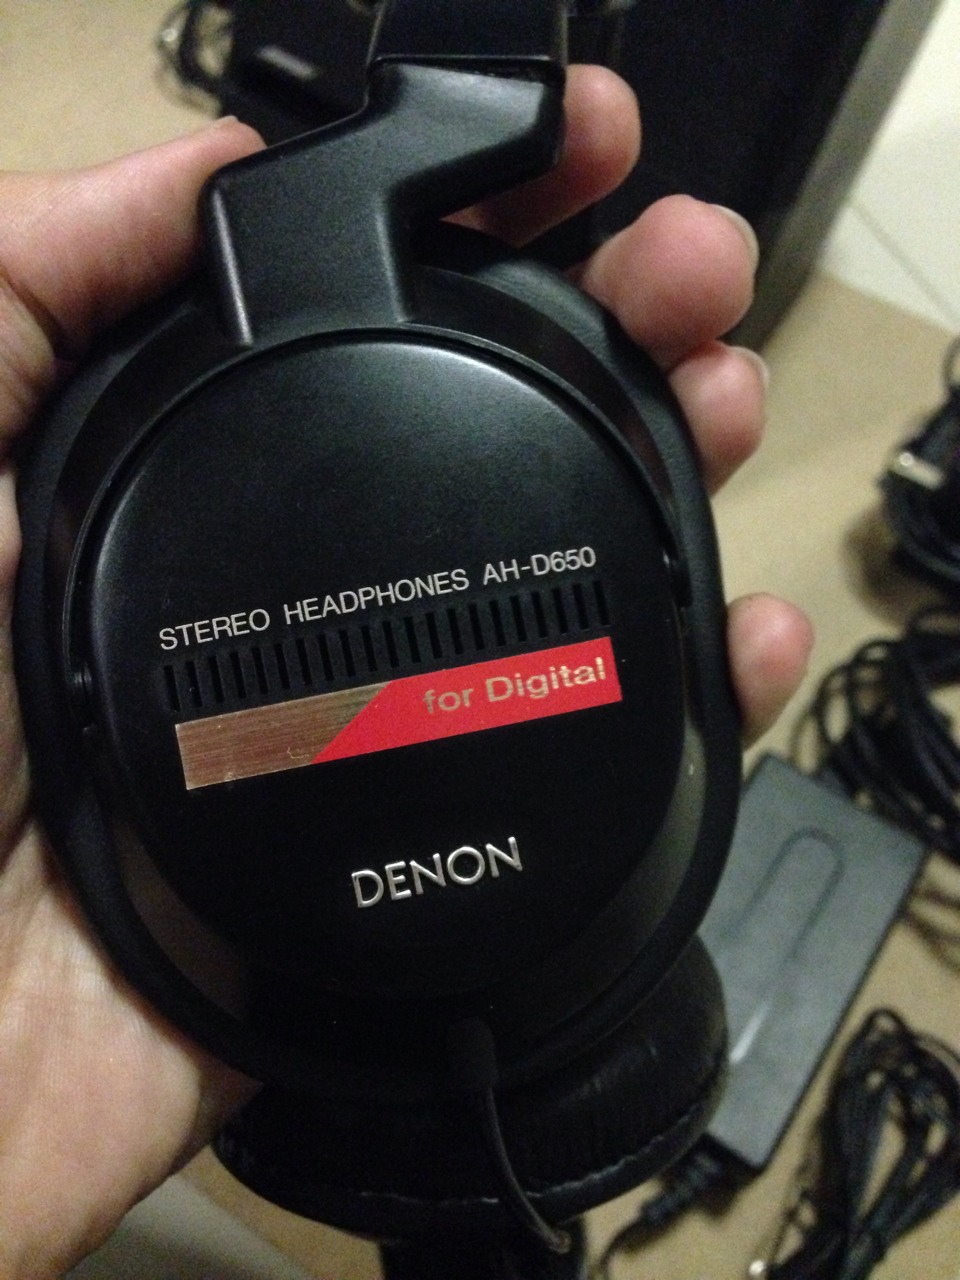 STEREO HEADPHONES AH-D650
for Digital
DENON